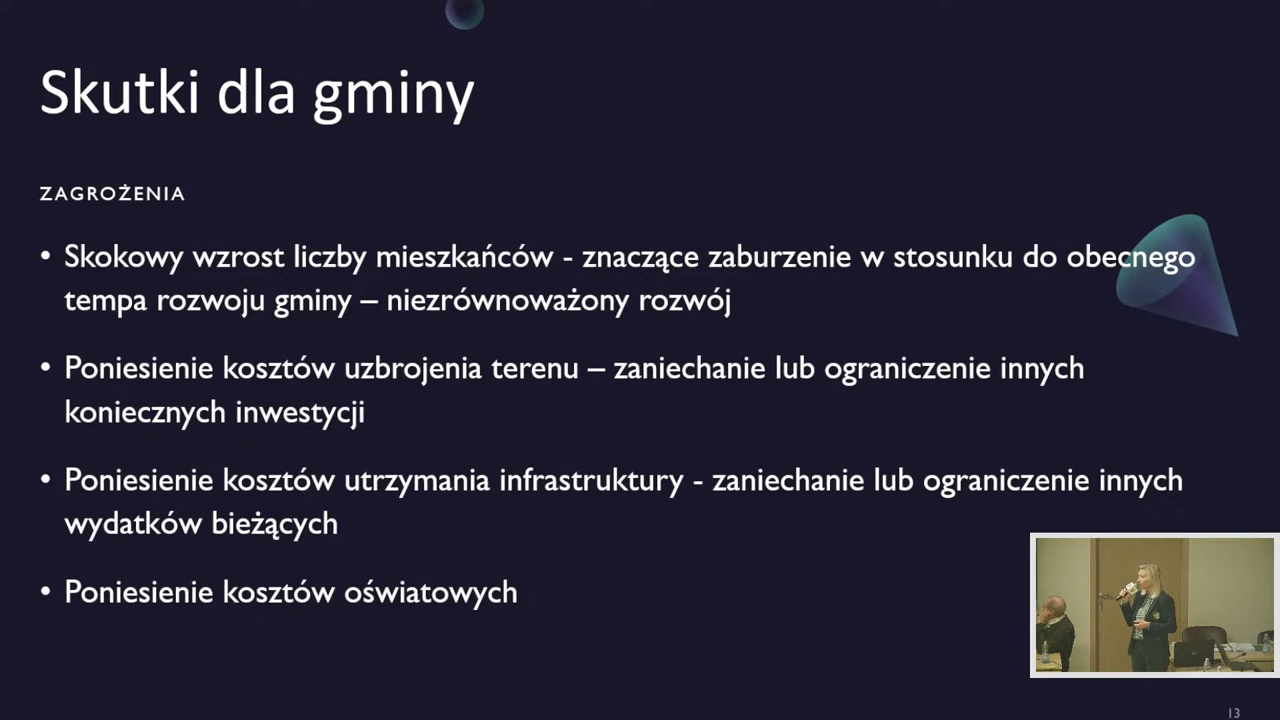 Skutki dla gminy
ZAGROŻENIA
• Skokowy wzrost liczby mieszkańców - znaczące zaburzenie w stosunku do obecnego
tempa rozwoju gminy – niezrównoważony rozwój
• Poniesienie kosztów uzbrojenia terenu – zaniechanie lub ograniczenie innych
koniecznych inwestycji
• Poniesienie kosztów utrzymania infrastruktury - zaniechanie lub ograniczenie innych
wydatków bieżących
• Poniesienie kosztów oświatowych
13